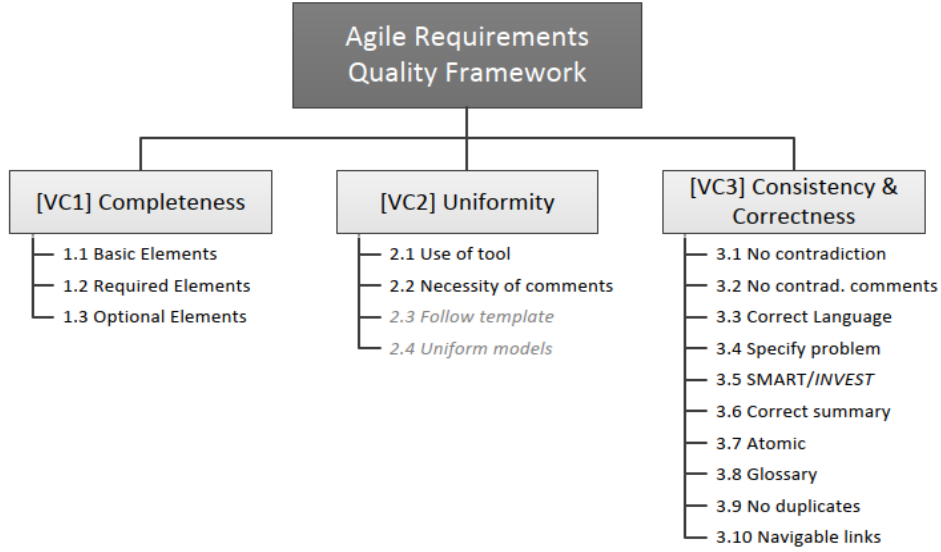 Agile Requirements
Quality Framework
[VC1] Completeness
1.1 Basic Elements
1.2 Required Elements
1.3 Optional Elements
[VC2] Uniformity
2.1 Use of tool
2.2 Necessity of comments
2.3 Follow template
2.4 Uniform models
[VC3] Consistency &
Correctness
3.1 No contradiction
3.2 No contrad. comments
3.3 Correct Language
3.4 Specify problem
3.5 SMART/INVEST
3.6 Correct summary
3.7 Atomic
3.8 Glossary
3.9 No duplicates
3.10 Navigable links